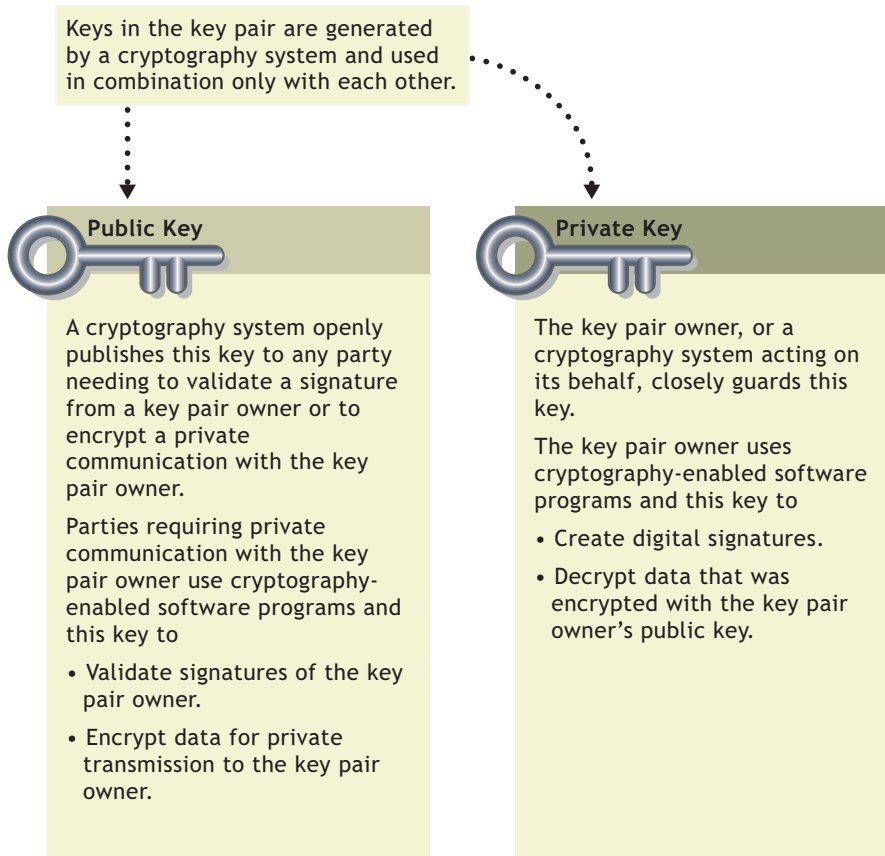 Keys in the key pair are generated
by a cryptography system and used
in combination only with each other.
Public Key
A cryptography system openly
publishes this key to any party
needing to validate a signature
from a key pair owner or to
encrypt a private
communication with the key
pair owner.
Parties requiring private
communication with the key
pair owner use cryptography-
enabled software programs and
this key to
• Validate signatures of the key
pair owner.
• Encrypt data for private
transmission to the key pair
owner.
Private Key
The key pair owner, or a
cryptography system acting on
its behalf, closely guards this
key.
The key pair owner uses
cryptography-enabled software
programs and this key to
• Create digital signatures.
• Decrypt data that was
encrypted with the key pair
owner’s public key.